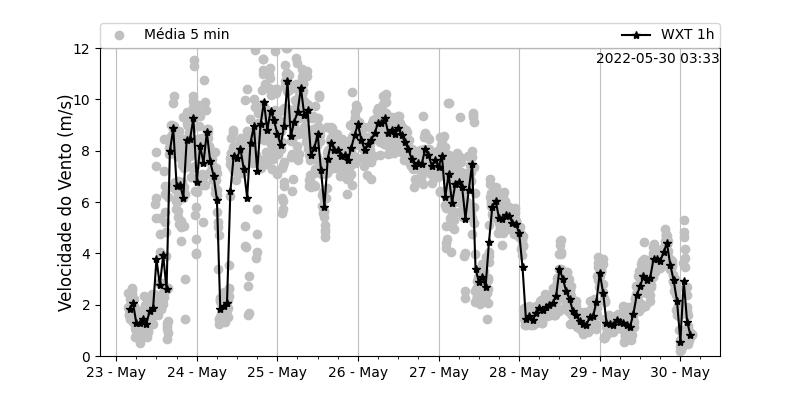 Média 5 min WXT 1h
2022-05-30 03:33
Velocidade do Vento (m/s)
12
10
8
6
4
2
0
23 - May 24 - May 25 - May 26 - May 27 - May 28 - May 29 - May 30 - May